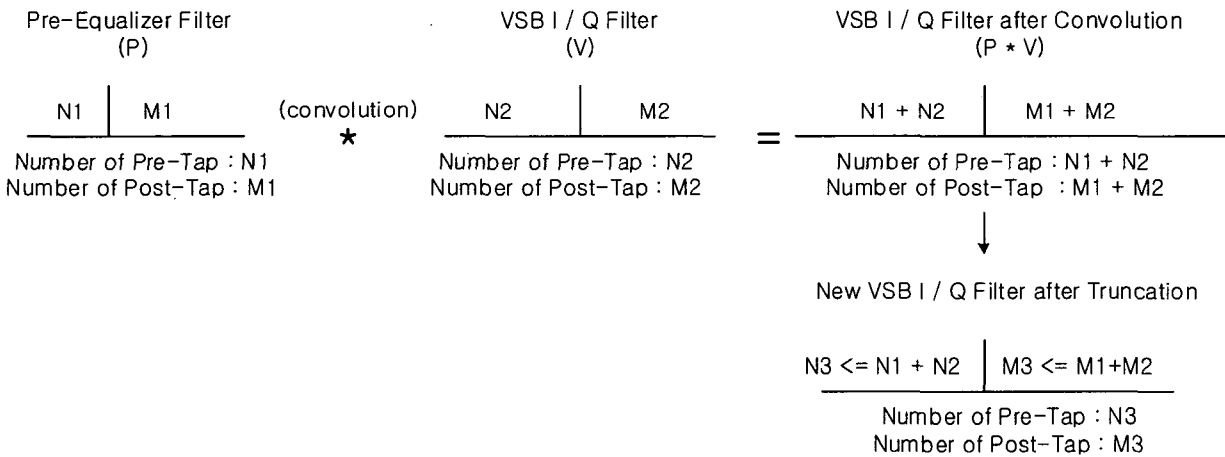 Pre-Equalizer Filter
(P)
VSB I / Q Filter
(V)
VSB I / Q Filter after Convolution
(P * V)
N1
M1
(convolution)
*
N2
M2
=
N1 + N2
M1 + M2
Number of Pre-Tap : N1
Number of Post-Tap : M1
Number of Pre-Tap : N2
Number of Post-Tap : M2
Number of Pre-Tap : N1 + N2
Number of Post-Tap : M1 + M2
New VSB I / Q Filter after Truncation
N3 <= N1 + N2
M3 <= M1+M2
Number of Pre-Tap : N3
Number of Post-Tap : M3